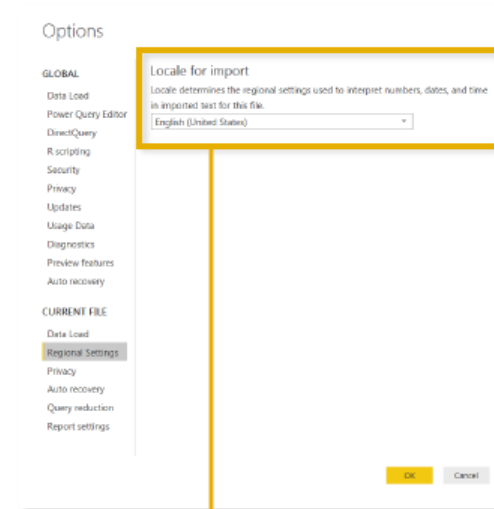 Options
GLOBAL
Data Load
Power Query Editor
DirectQuery
R scripting
Security
Privacy
Updates
Usage Data
Diagnostics
Preview features
Auto recovery
CURRENT FILE
Data Load
Regional Settings
Privacy
Auto recovery
Query reduction
Report settings
Locale for import
Locale determines the regional settings used to interpret numbers, dates, and time
in imported text for this file.
English (United States)
OK
Cancel